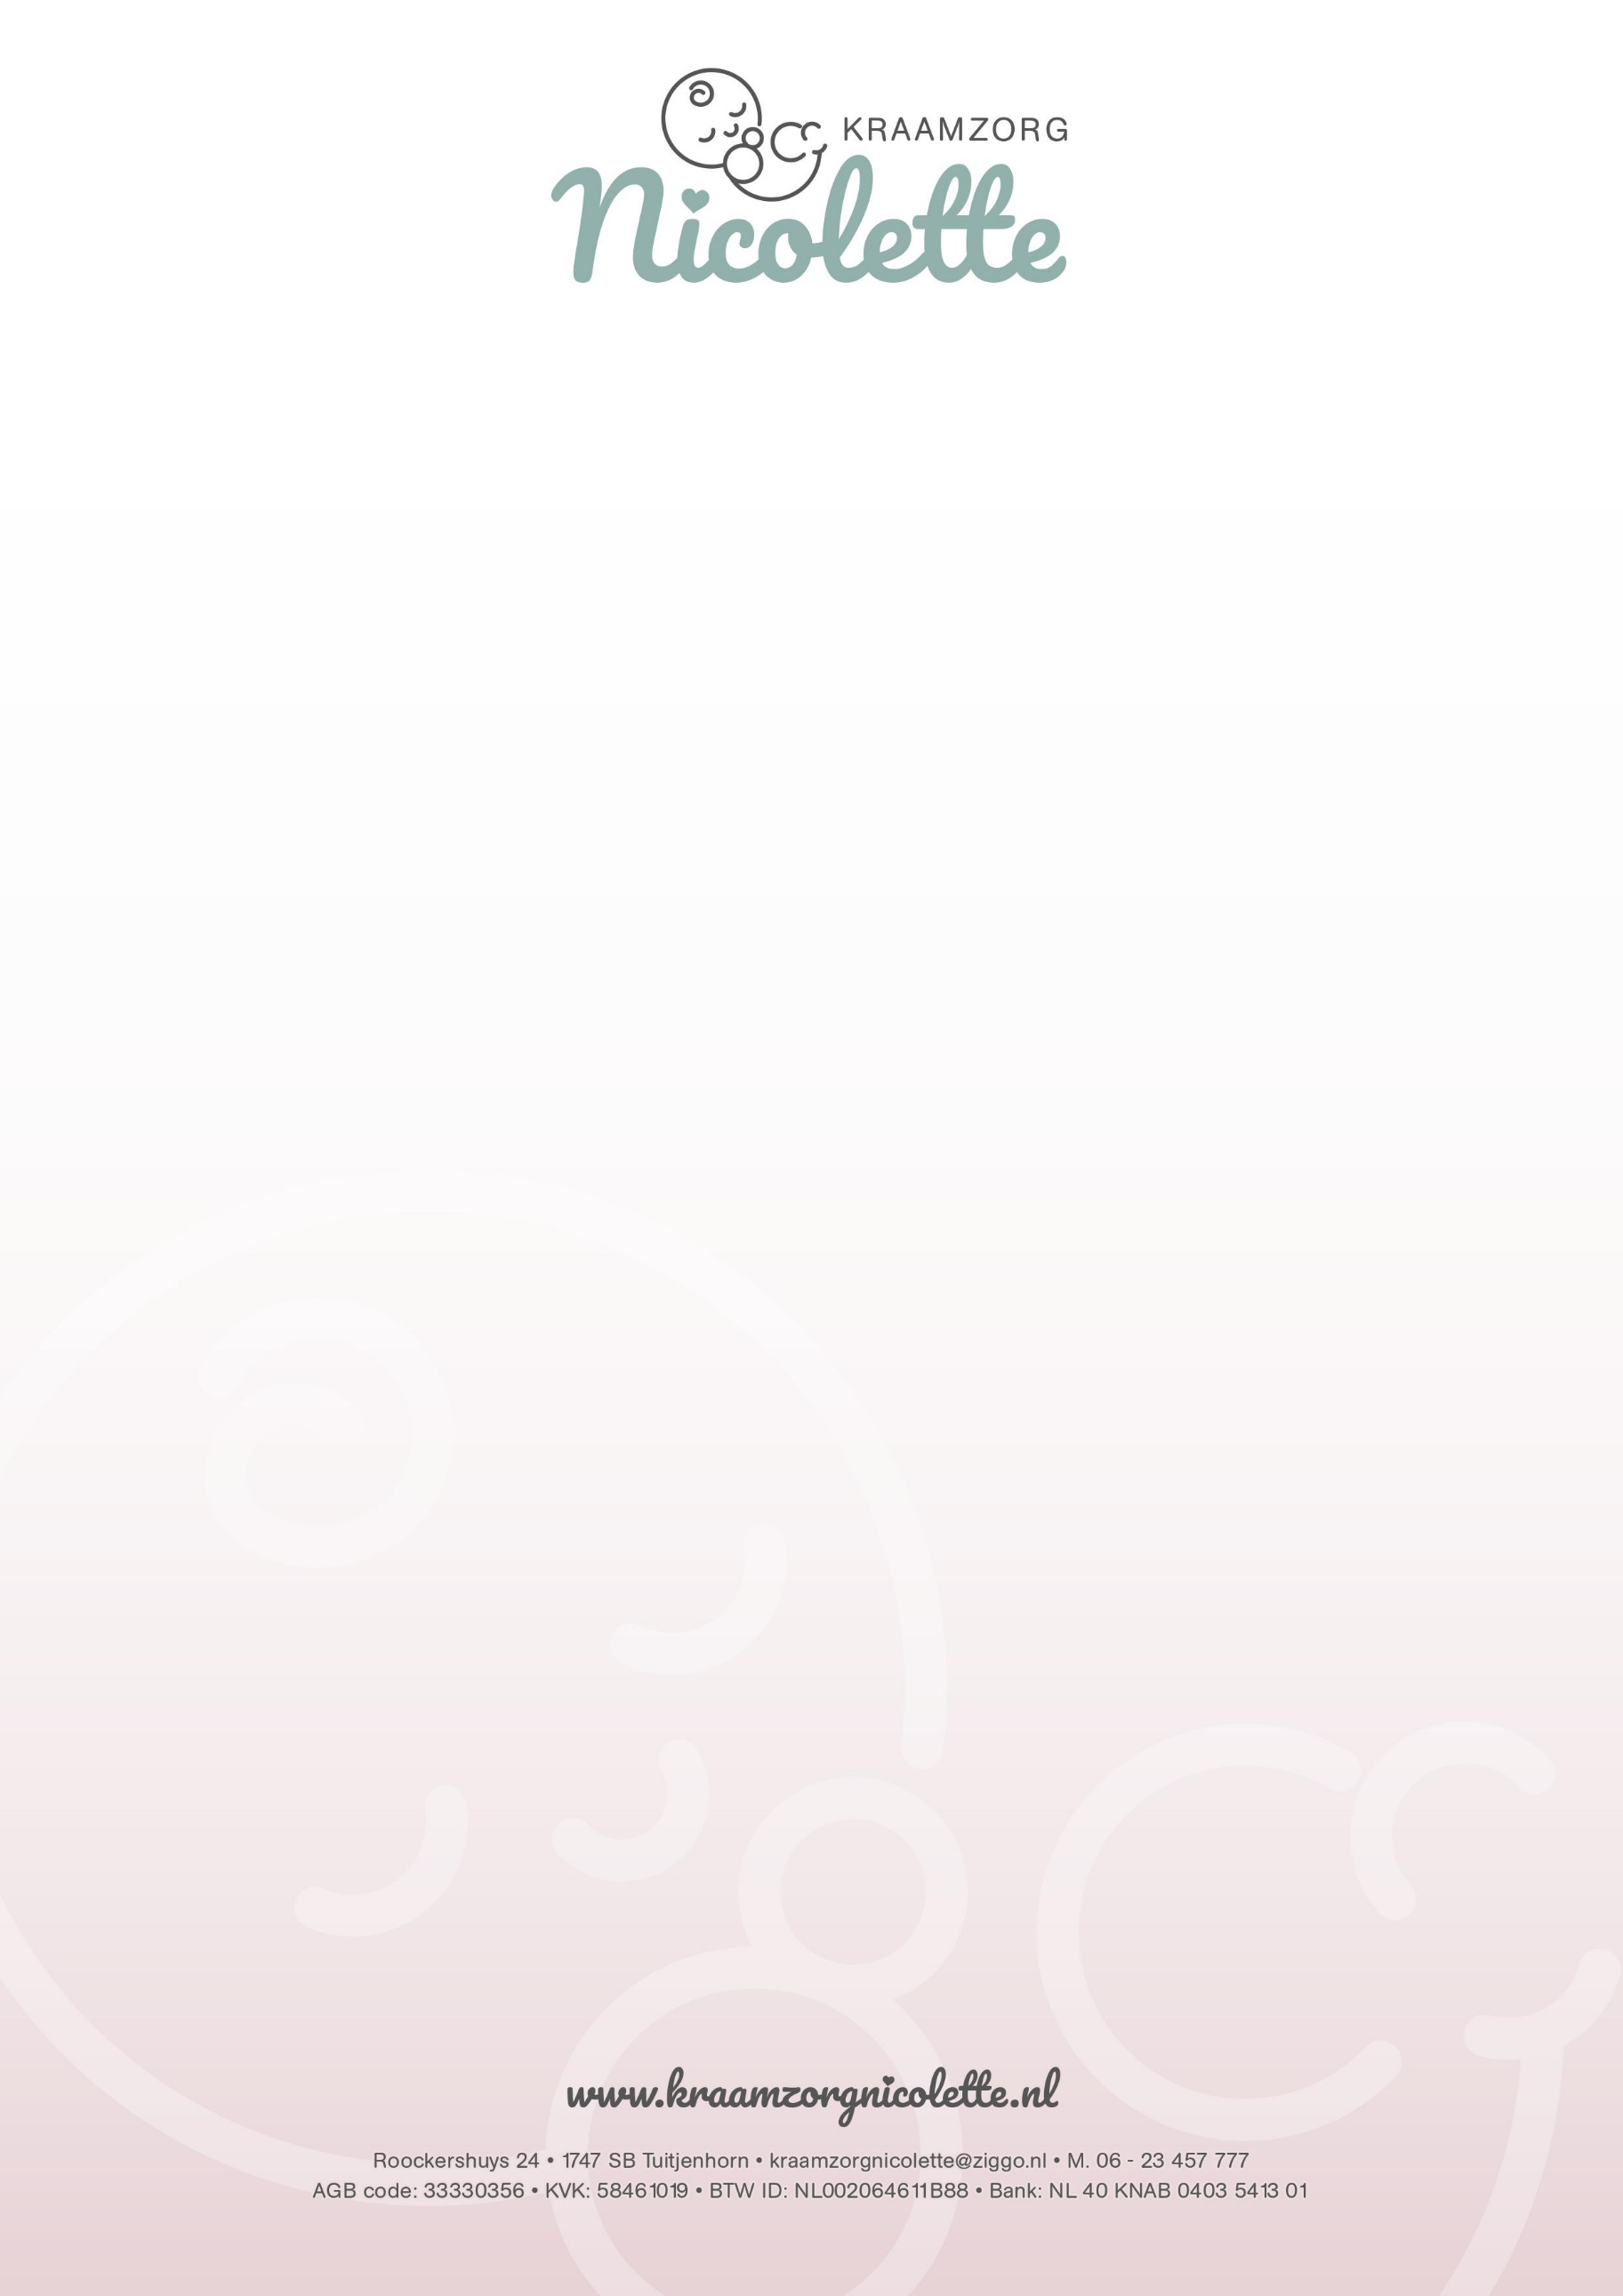 KRAAMZORG
Nicolette
www.kraamzorgnicolette.nl
Roockershuys 24 • 1747 SB Tuitjenhorn • kraamzorgnicolette@ziggo.nl • M. 06 - 23 457 777
AGB code: 33330356 • KVK: 58461019 • BTW ID: NL002064611B88 • Bank: NL 40 KNAB 0403 5413 01